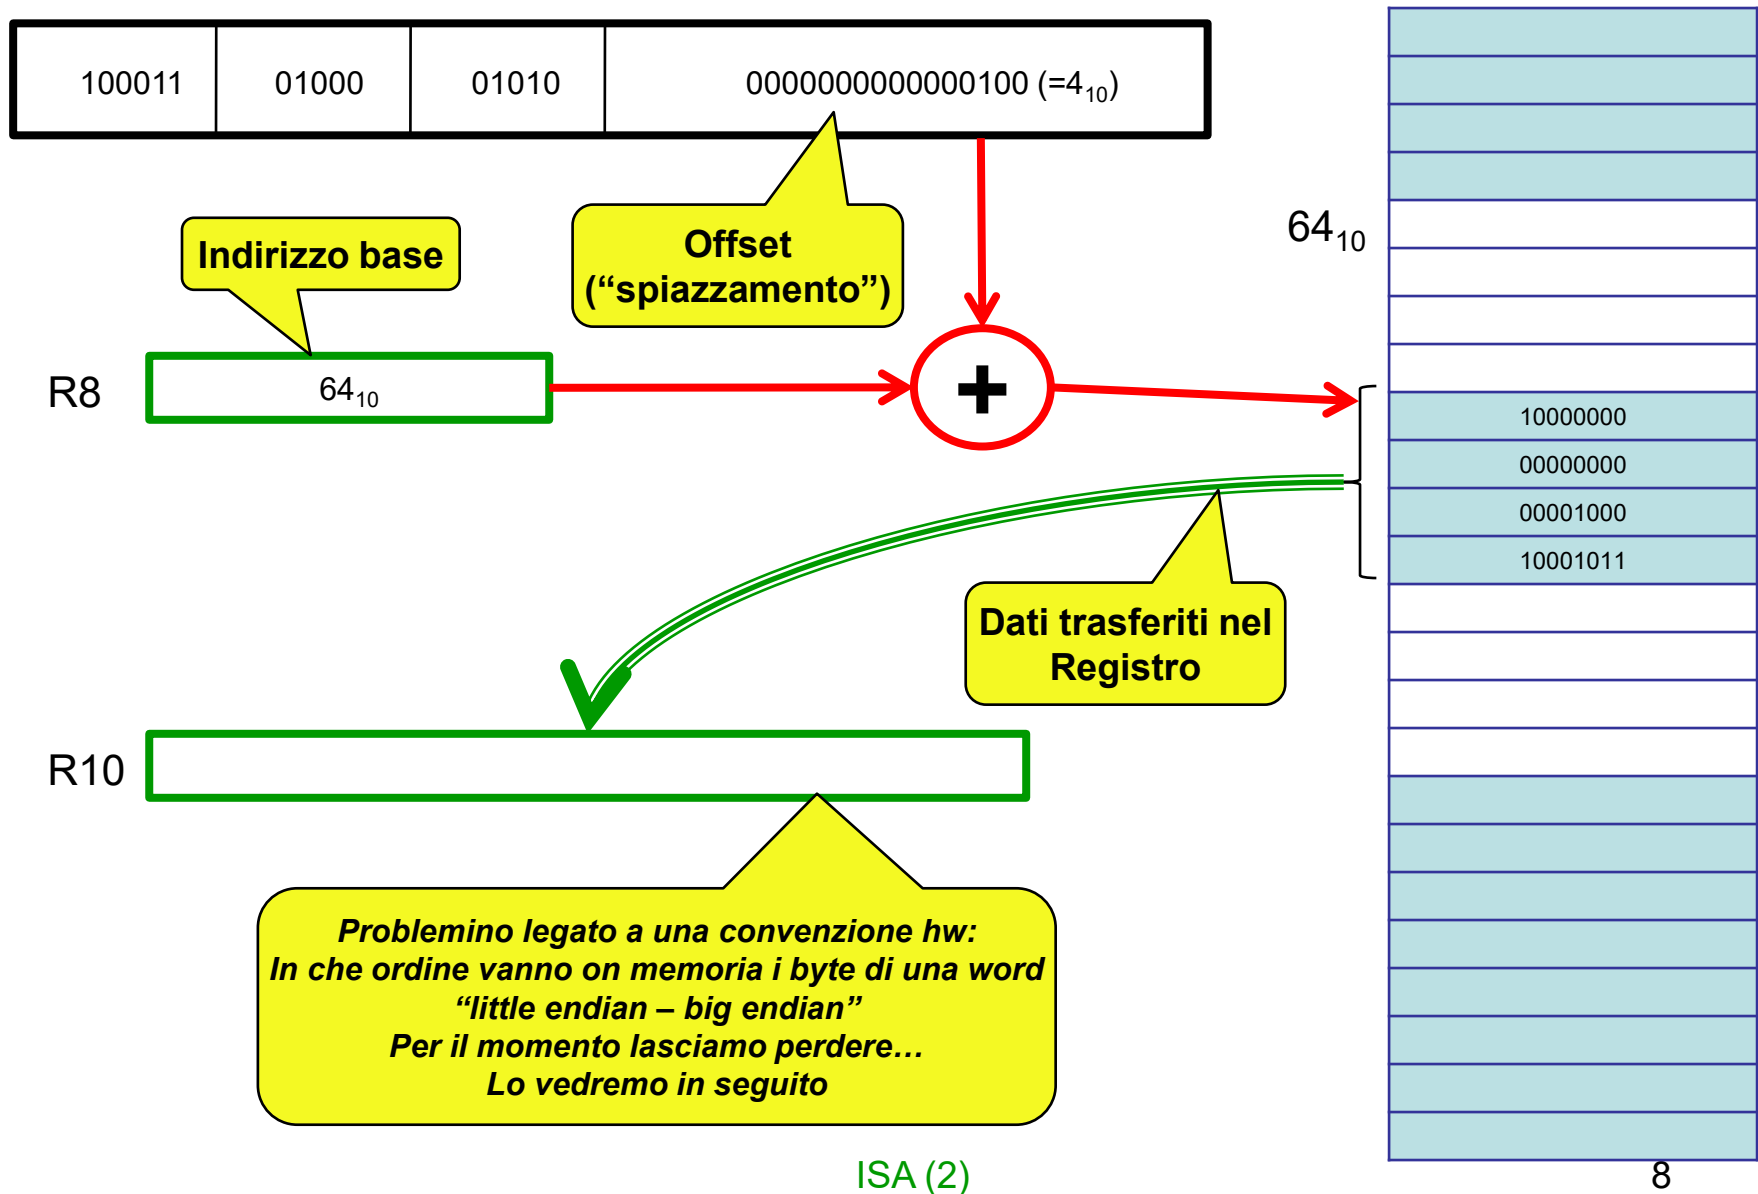 100011 01000 01010 0000000000000100 (=4₁₀)
Indirizzo base
Offset
(“spiazzamento”)
64₁₀
R8
64₁₀
+
10000000
00000000
00001000
10001011
Dati trasferiti nel
Registro
R10
Problemino legato a una convenzione hw:
In che ordine vanno on memoria i byte di una word
“little endian – big endian”
Per il momento lasciamo perdere…
Lo vedremo in seguito
ISA (2)
8